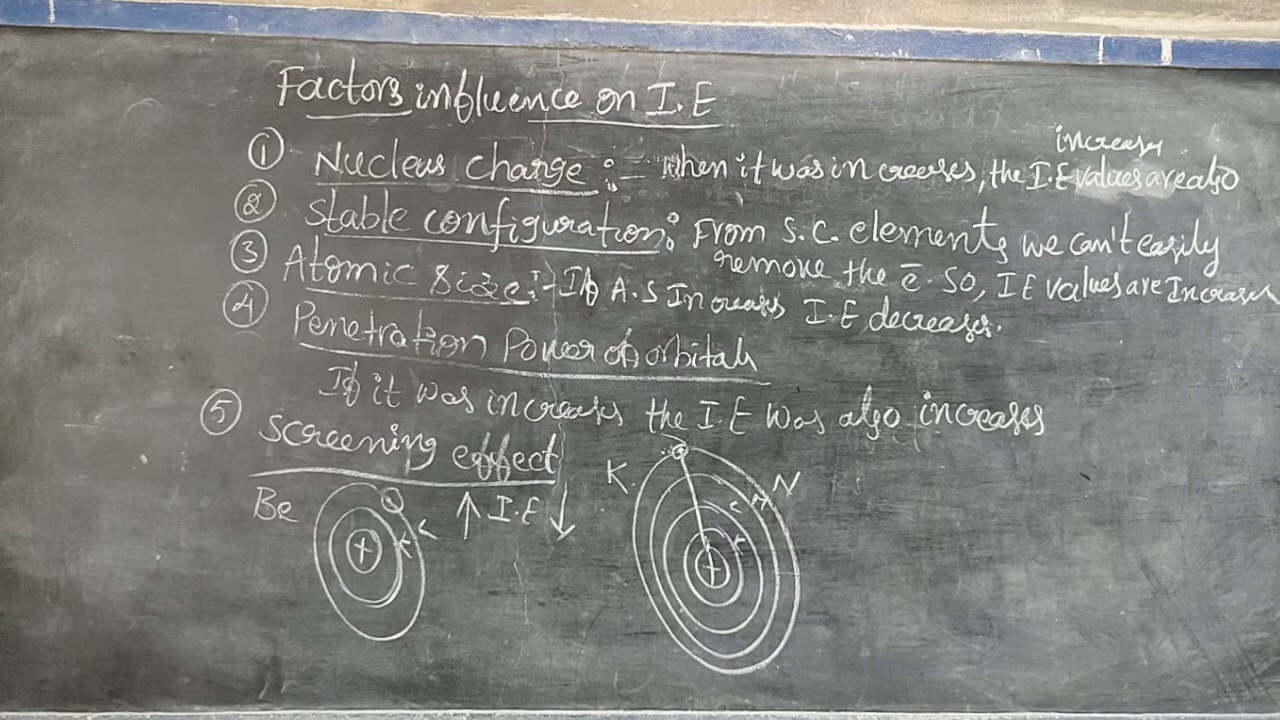 Factors influence on I.E
① Nucleus charge :- When it was increases, the I.E values are also increases
② Stable configuration: From S.C. elements we can't easily
remove the e̅. So, IE values are Increases
③ Atomic Size:- If A.S Increases I.E decreases.
④ Penetration Power of orbitals
If it was increases the I.E was also increases
⑤ Screening effect
Be + K L ↑ I.E ↓ K + K L M N